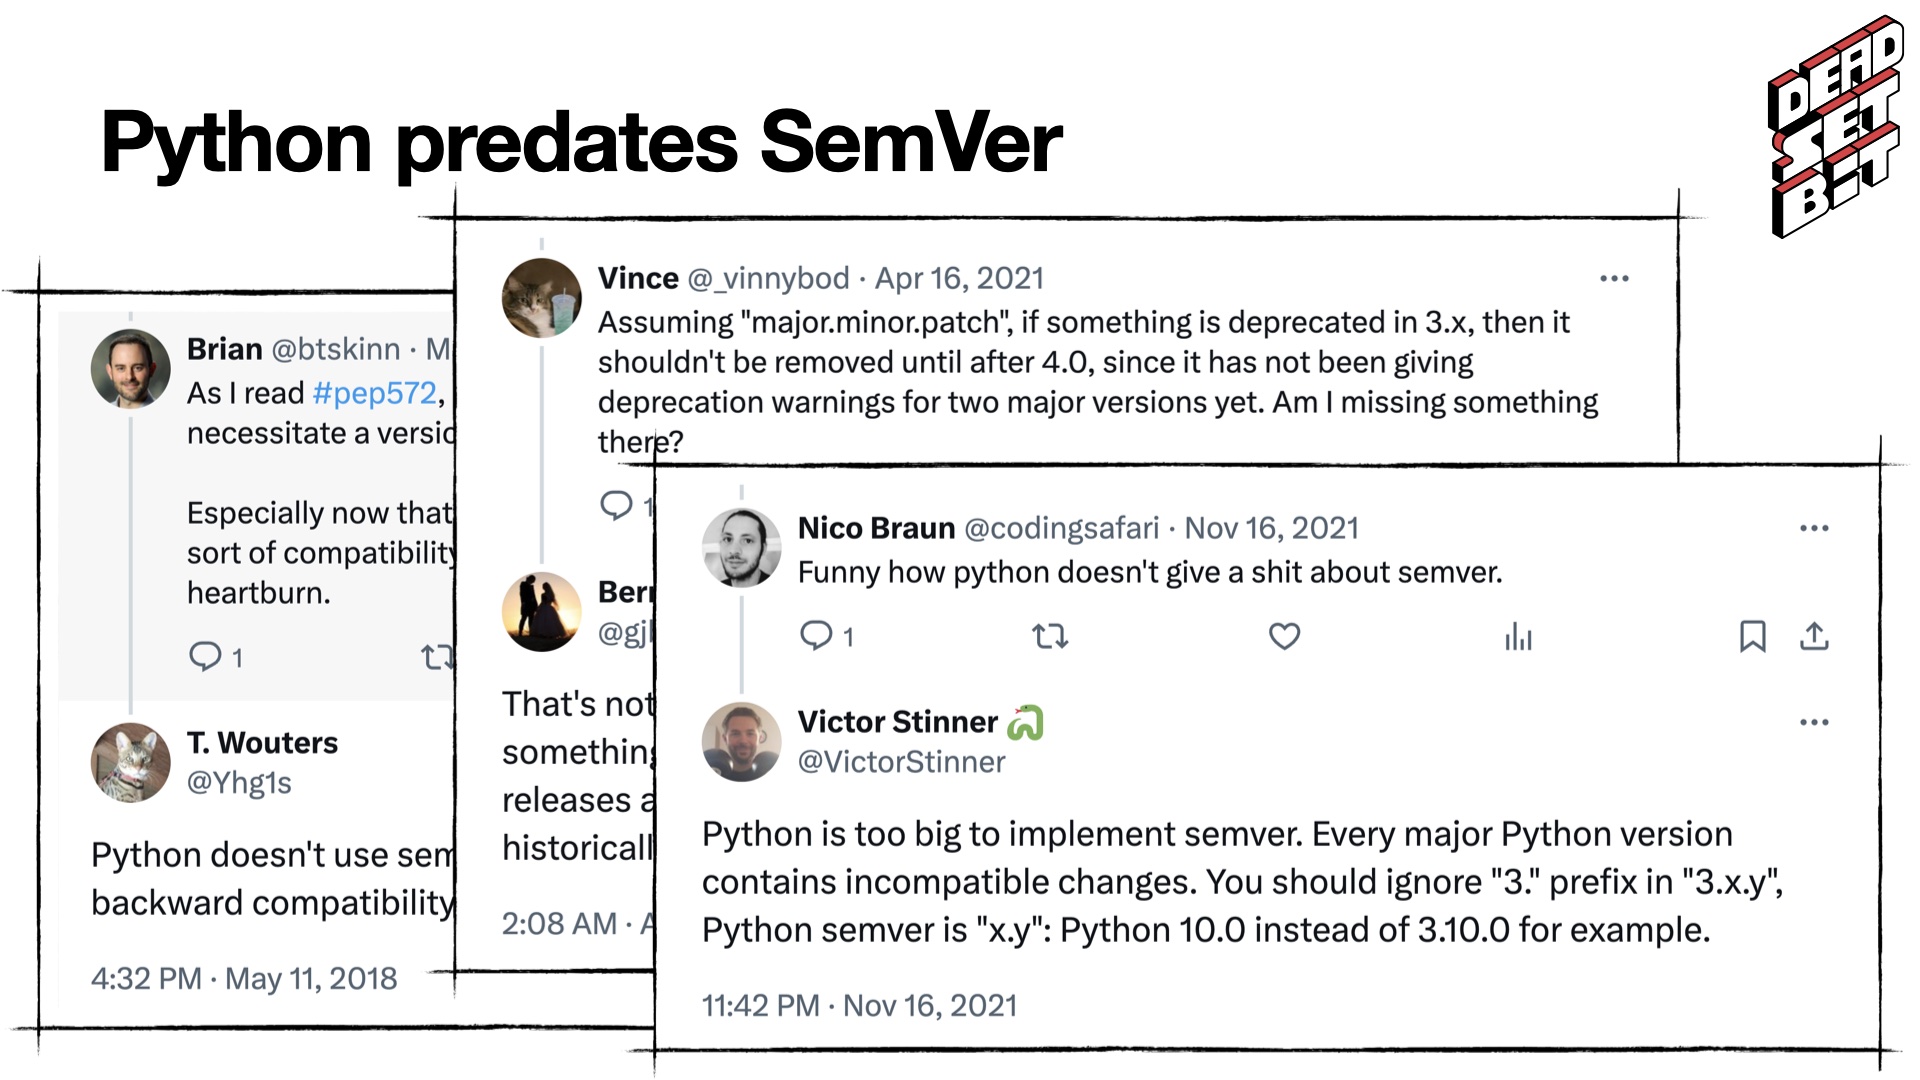 Python predates SemVer
DEAD
SET
BIT
Brian @btskinn · M
As I read #pep572,
necessitate a versio
Especially now that
sort of compatibility
heartburn.
1
T. Wouters
@Yhg1s
Python doesn't use sem
backward compatibility
4:32 PM · May 11, 2018
Vince @_vinnybod · Apr 16, 2021
Assuming "major.minor.patch", if something is deprecated in 3.x, then it
shouldn't be removed until after 4.0, since it has not been giving
deprecation warnings for two major versions yet. Am I missing something
there?
1
Ber
@gj
That's not
something
releases a
historicall
2:08 AM · A
Nico Braun @codingsafari · Nov 16, 2021
Funny how python doesn't give a shit about semver.
1
Victor Stinner 🐍
@VictorStinner
Python is too big to implement semver. Every major Python version
contains incompatible changes. You should ignore "3." prefix in "3.x.y",
Python semver is "x.y": Python 10.0 instead of 3.10.0 for example.
11:42 PM · Nov 16, 2021